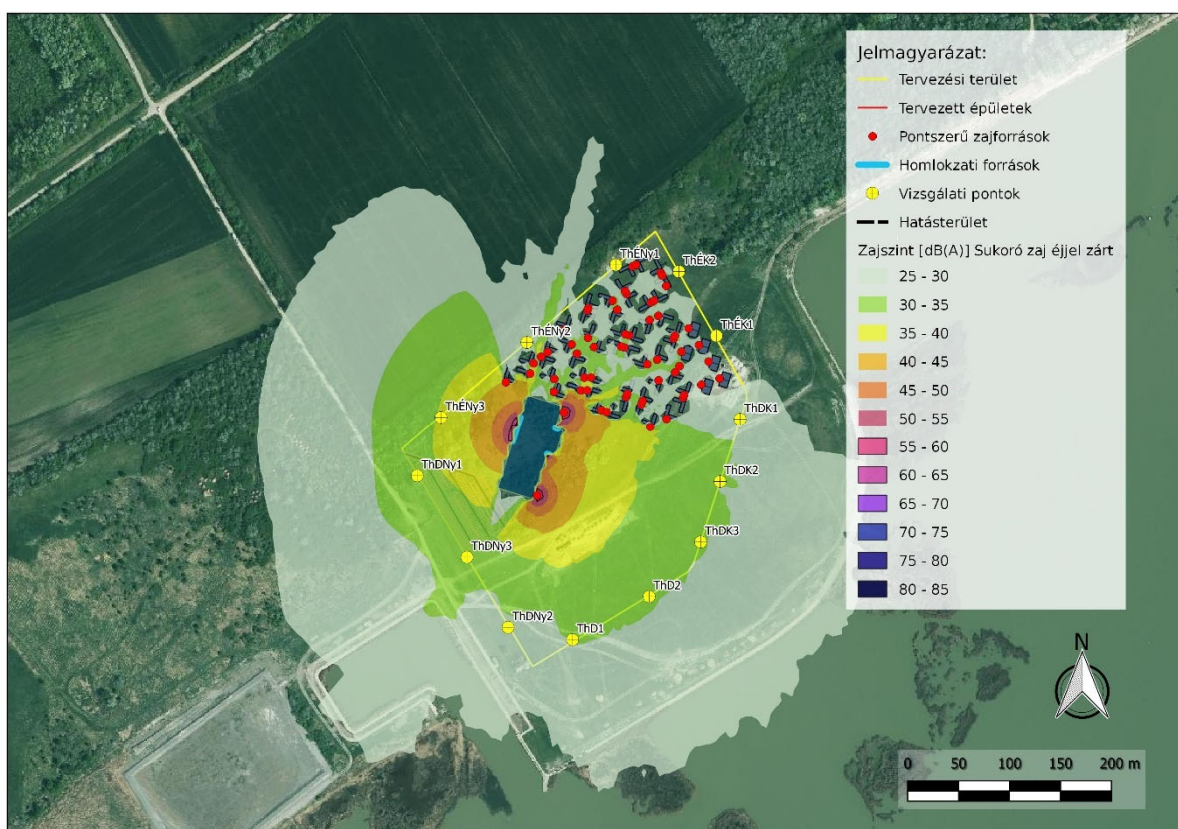 Jelmagyarázat:
Tervezési terület
Tervezett épületek
Pontszerű zajforrások
Homlokzati források
Vizsgálati pontok
Hatásterület
Zajszint [dB(A)] Sukoró zaj éjjel zárt
25 - 30
30 - 35
35 - 40
40 - 45
45 - 50
50 - 55
55 - 60
60 - 65
65 - 70
70 - 75
75 - 80
80 - 85
ThÉNy1
ThÉK2
ThÉK1
ThÉNy2
ThÉNy3
ThDK1
ThDNy1
ThDK2
ThDNy3
ThDK3
ThD2
ThDNy2
ThD1
N
0 50 100 150 200 m